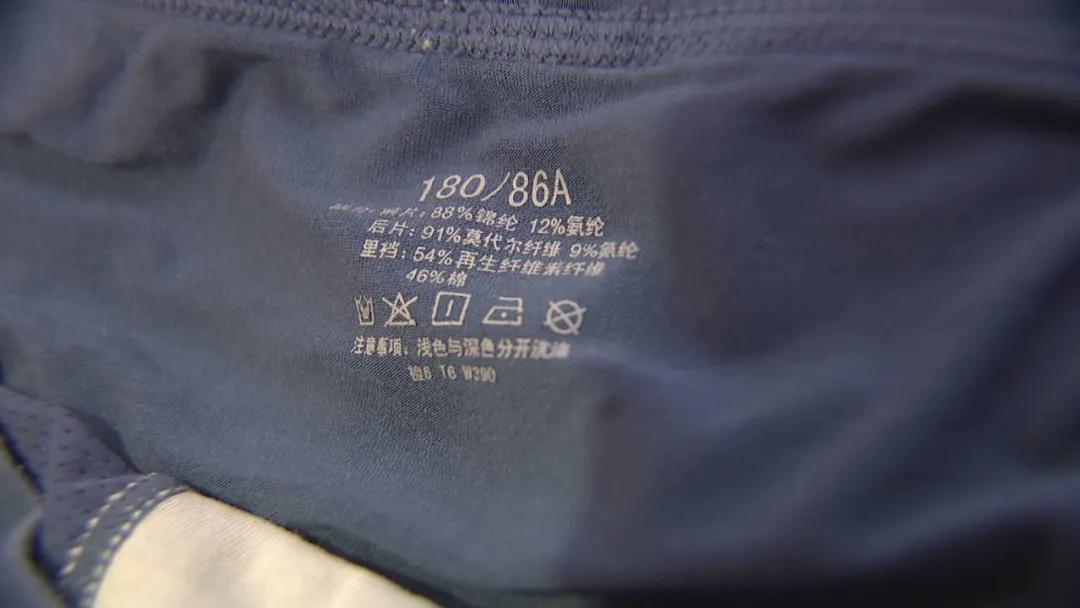 180/86A
88%锦纶 12%氨纶
后片: 91%莫代尔纤维 9%氨纶
里裆: 54%再生纤维素纤维
46%棉
注意事项: 浅色与深色分开洗涤
检6 T6 W390